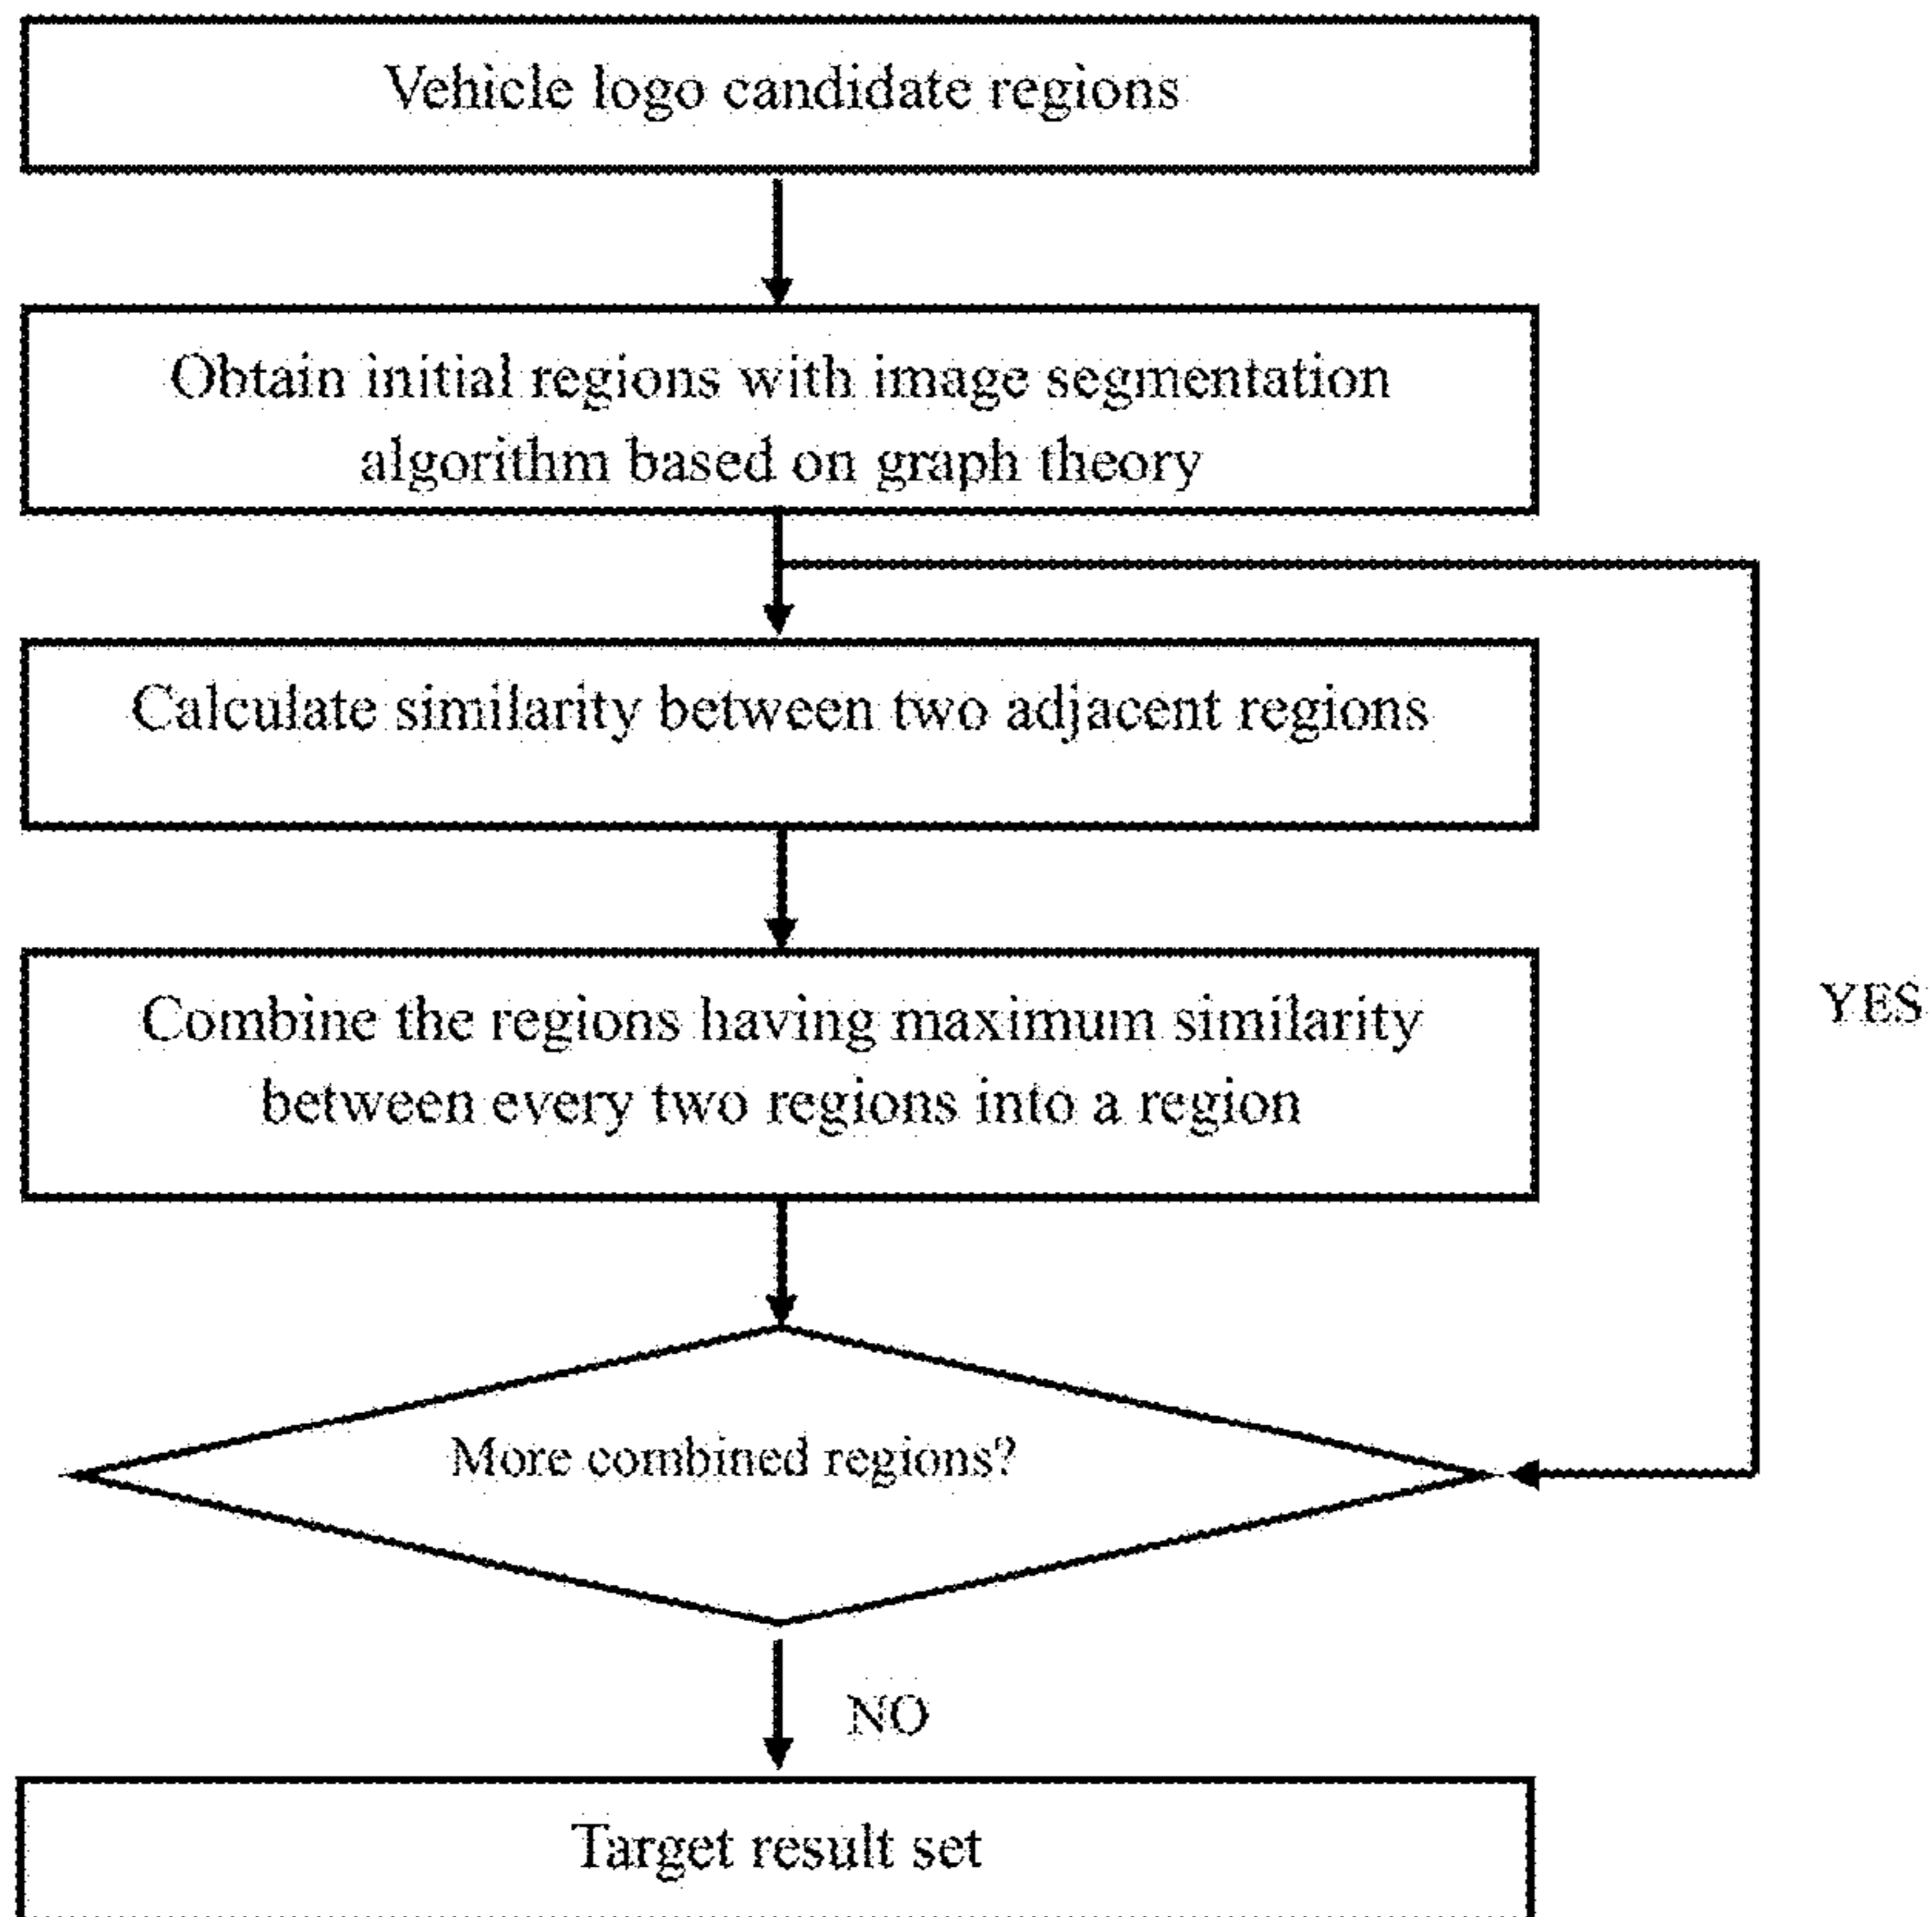 Vehicle logo candidate regions
Obtain initial regions with image segmentation
algorithm based on graph theory
Calculate similarity between two adjacent regions
Combine the regions having maximum similarity
between every two regions into a region
YES
More combined regions?
NO
Target result set